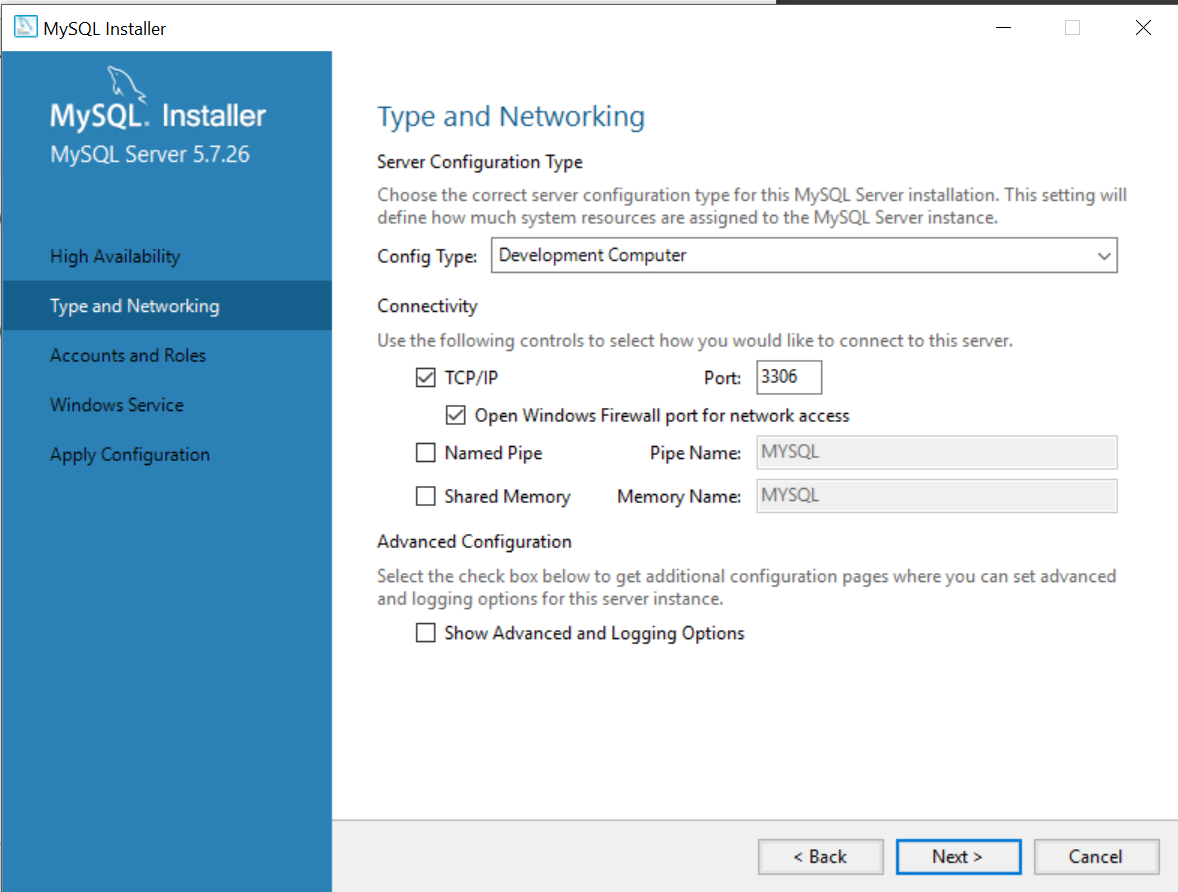 MySQL Installer
MySQL. Installer
MySQL Server 5.7.26
High Availability
Type and Networking
Accounts and Roles
Windows Service
Apply Configuration
Type and Networking
Server Configuration Type
Choose the correct server configuration type for this MySQL Server installation. This setting will
define how much system resources are assigned to the MySQL Server instance.
Config Type: Development Computer
Connectivity
Use the following controls to select how you would like to connect to this server.
TCP/IP Port: 3306
Open Windows Firewall port for network access
Named Pipe Pipe Name: MYSQL
Shared Memory Memory Name: MYSQL
Advanced Configuration
Select the check box below to get additional configuration pages where you can set advanced
and logging options for this server instance.
Show Advanced and Logging Options
< Back Next > Cancel